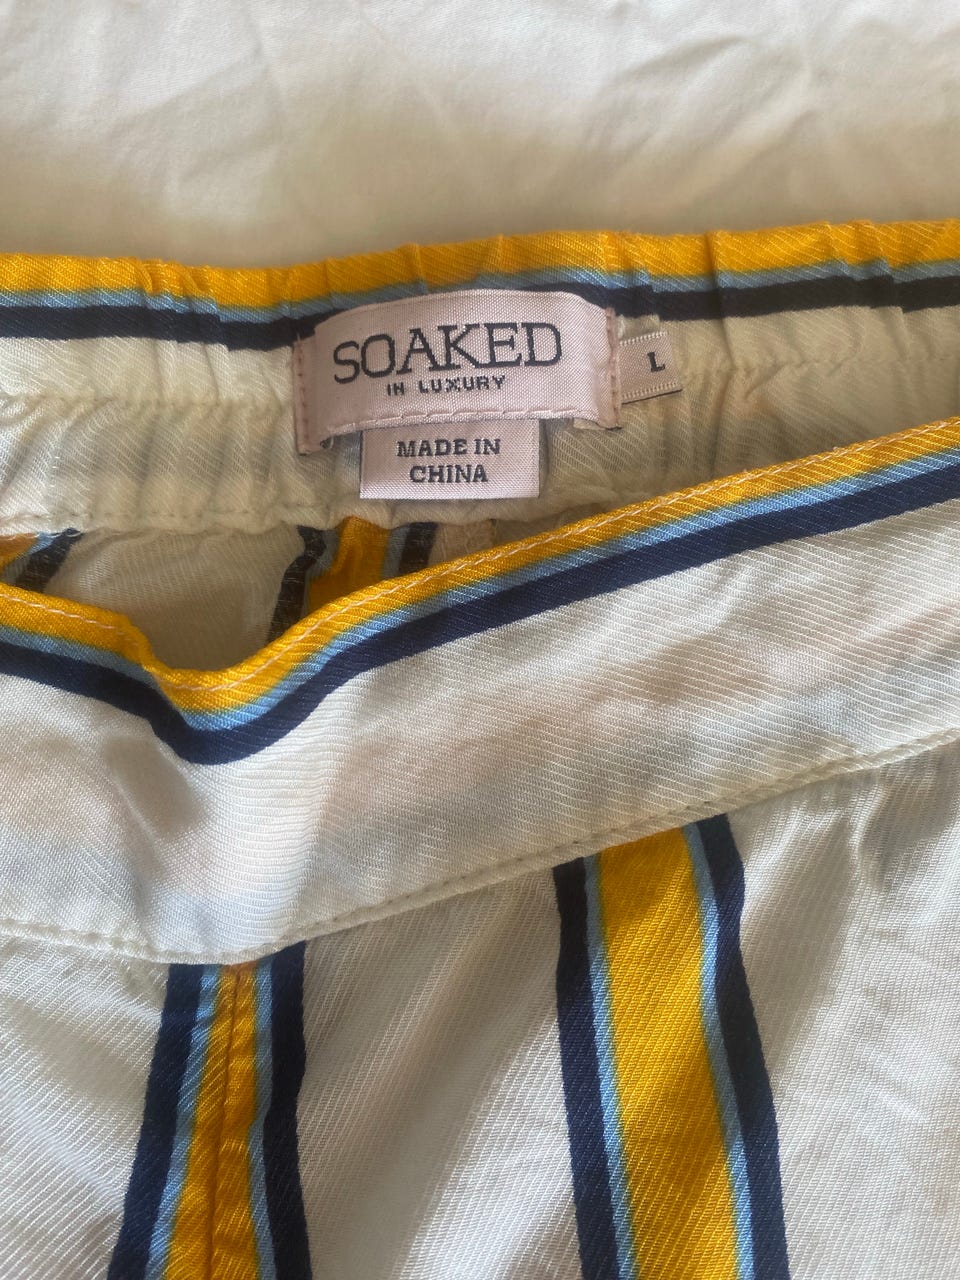 SOAKED
IN LUXURY
L
MADE IN
CHINA